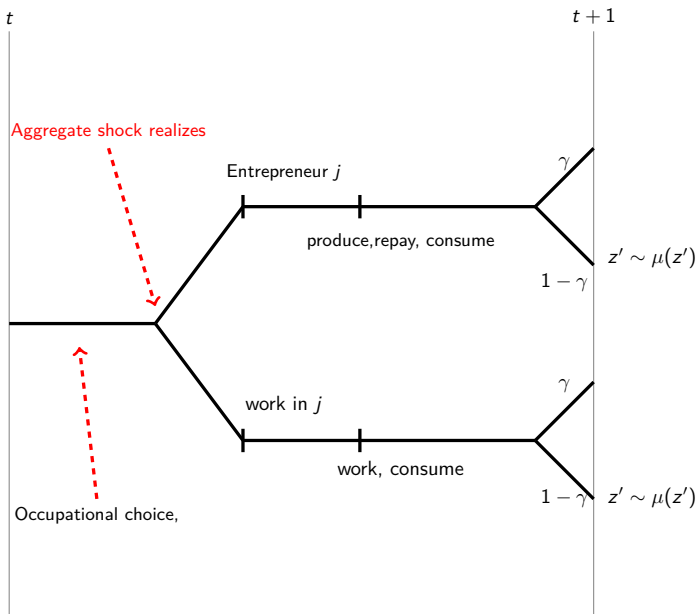 t
t + 1
Aggregate shock realizes
γ
Entrepreneur j
produce,repay, consume
z′ ∼ μ(z′)
1 − γ
γ
work in j
work, consume
1 − γ
z′ ∼ μ(z′)
Occupational choice,